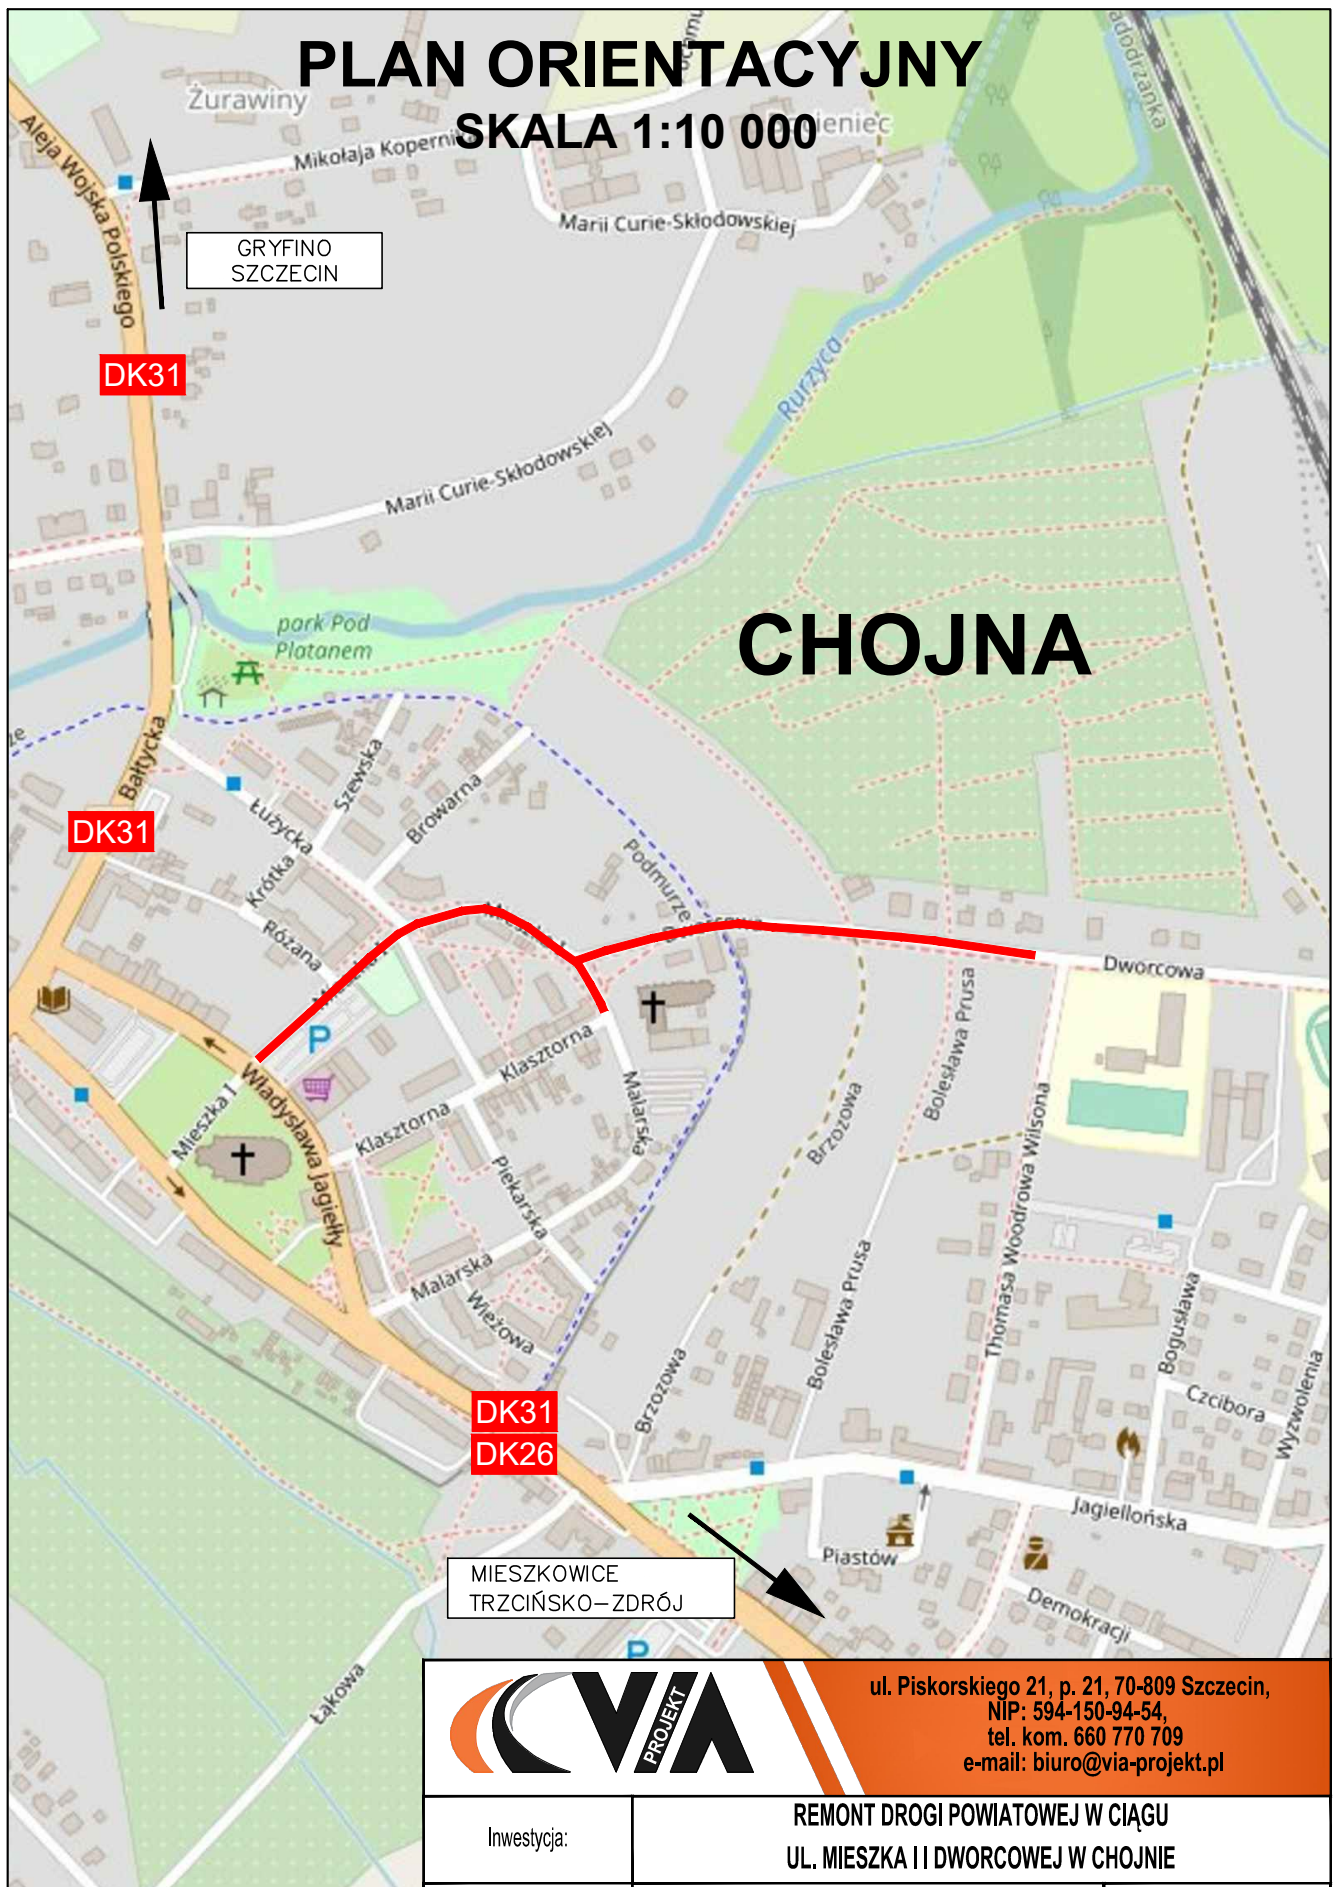 PLAN ORIENTACYJNY
SKALA 1:10 000
Żurawiny
Mikołaja Kopernika
Aleja Wojska Polskiego
Marii Curie-Skłodowskiej
GRYFINO
SZCZECIN
DK31
Rurzyca
Marii Curie-Skłodowskiej
park Pod
Platanem
CHOJNA
Bałtycka
DK31
Łużycka
Szewska
Browarna
Krótka
Różana
Podmurze
Mieszka I
Mieszka I
Dworcowa
P
Klasztorna
Klasztorna
Malarska
Mieszka I
Władysława Jagiełły
Piekarska
Malarska
Wieżowa
Brzozowa
Brzozowa
Bolesława Prusa
Bolesława Prusa
Thomasa Woodrowa Wilsona
Bogusława
Czcibora
Wyzwolenia
DK31
DK26
Jagiellońska
Piastów
Demokracji
MIESZKOWICE
TRZCIŃSKO-ZDRÓJ
P
Łąkowa
VIA
PROJEKT
ul. Piskorskiego 21, p. 21, 70-809 Szczecin,
NIP: 594-150-94-54,
tel. kom. 660 770 709
e-mail: biuro@via-projekt.pl
Inwestycja:
REMONT DROGI POWIATOWEJ W CIĄGU
UL. MIESZKA I I DWORCOWEJ W CHOJNIE